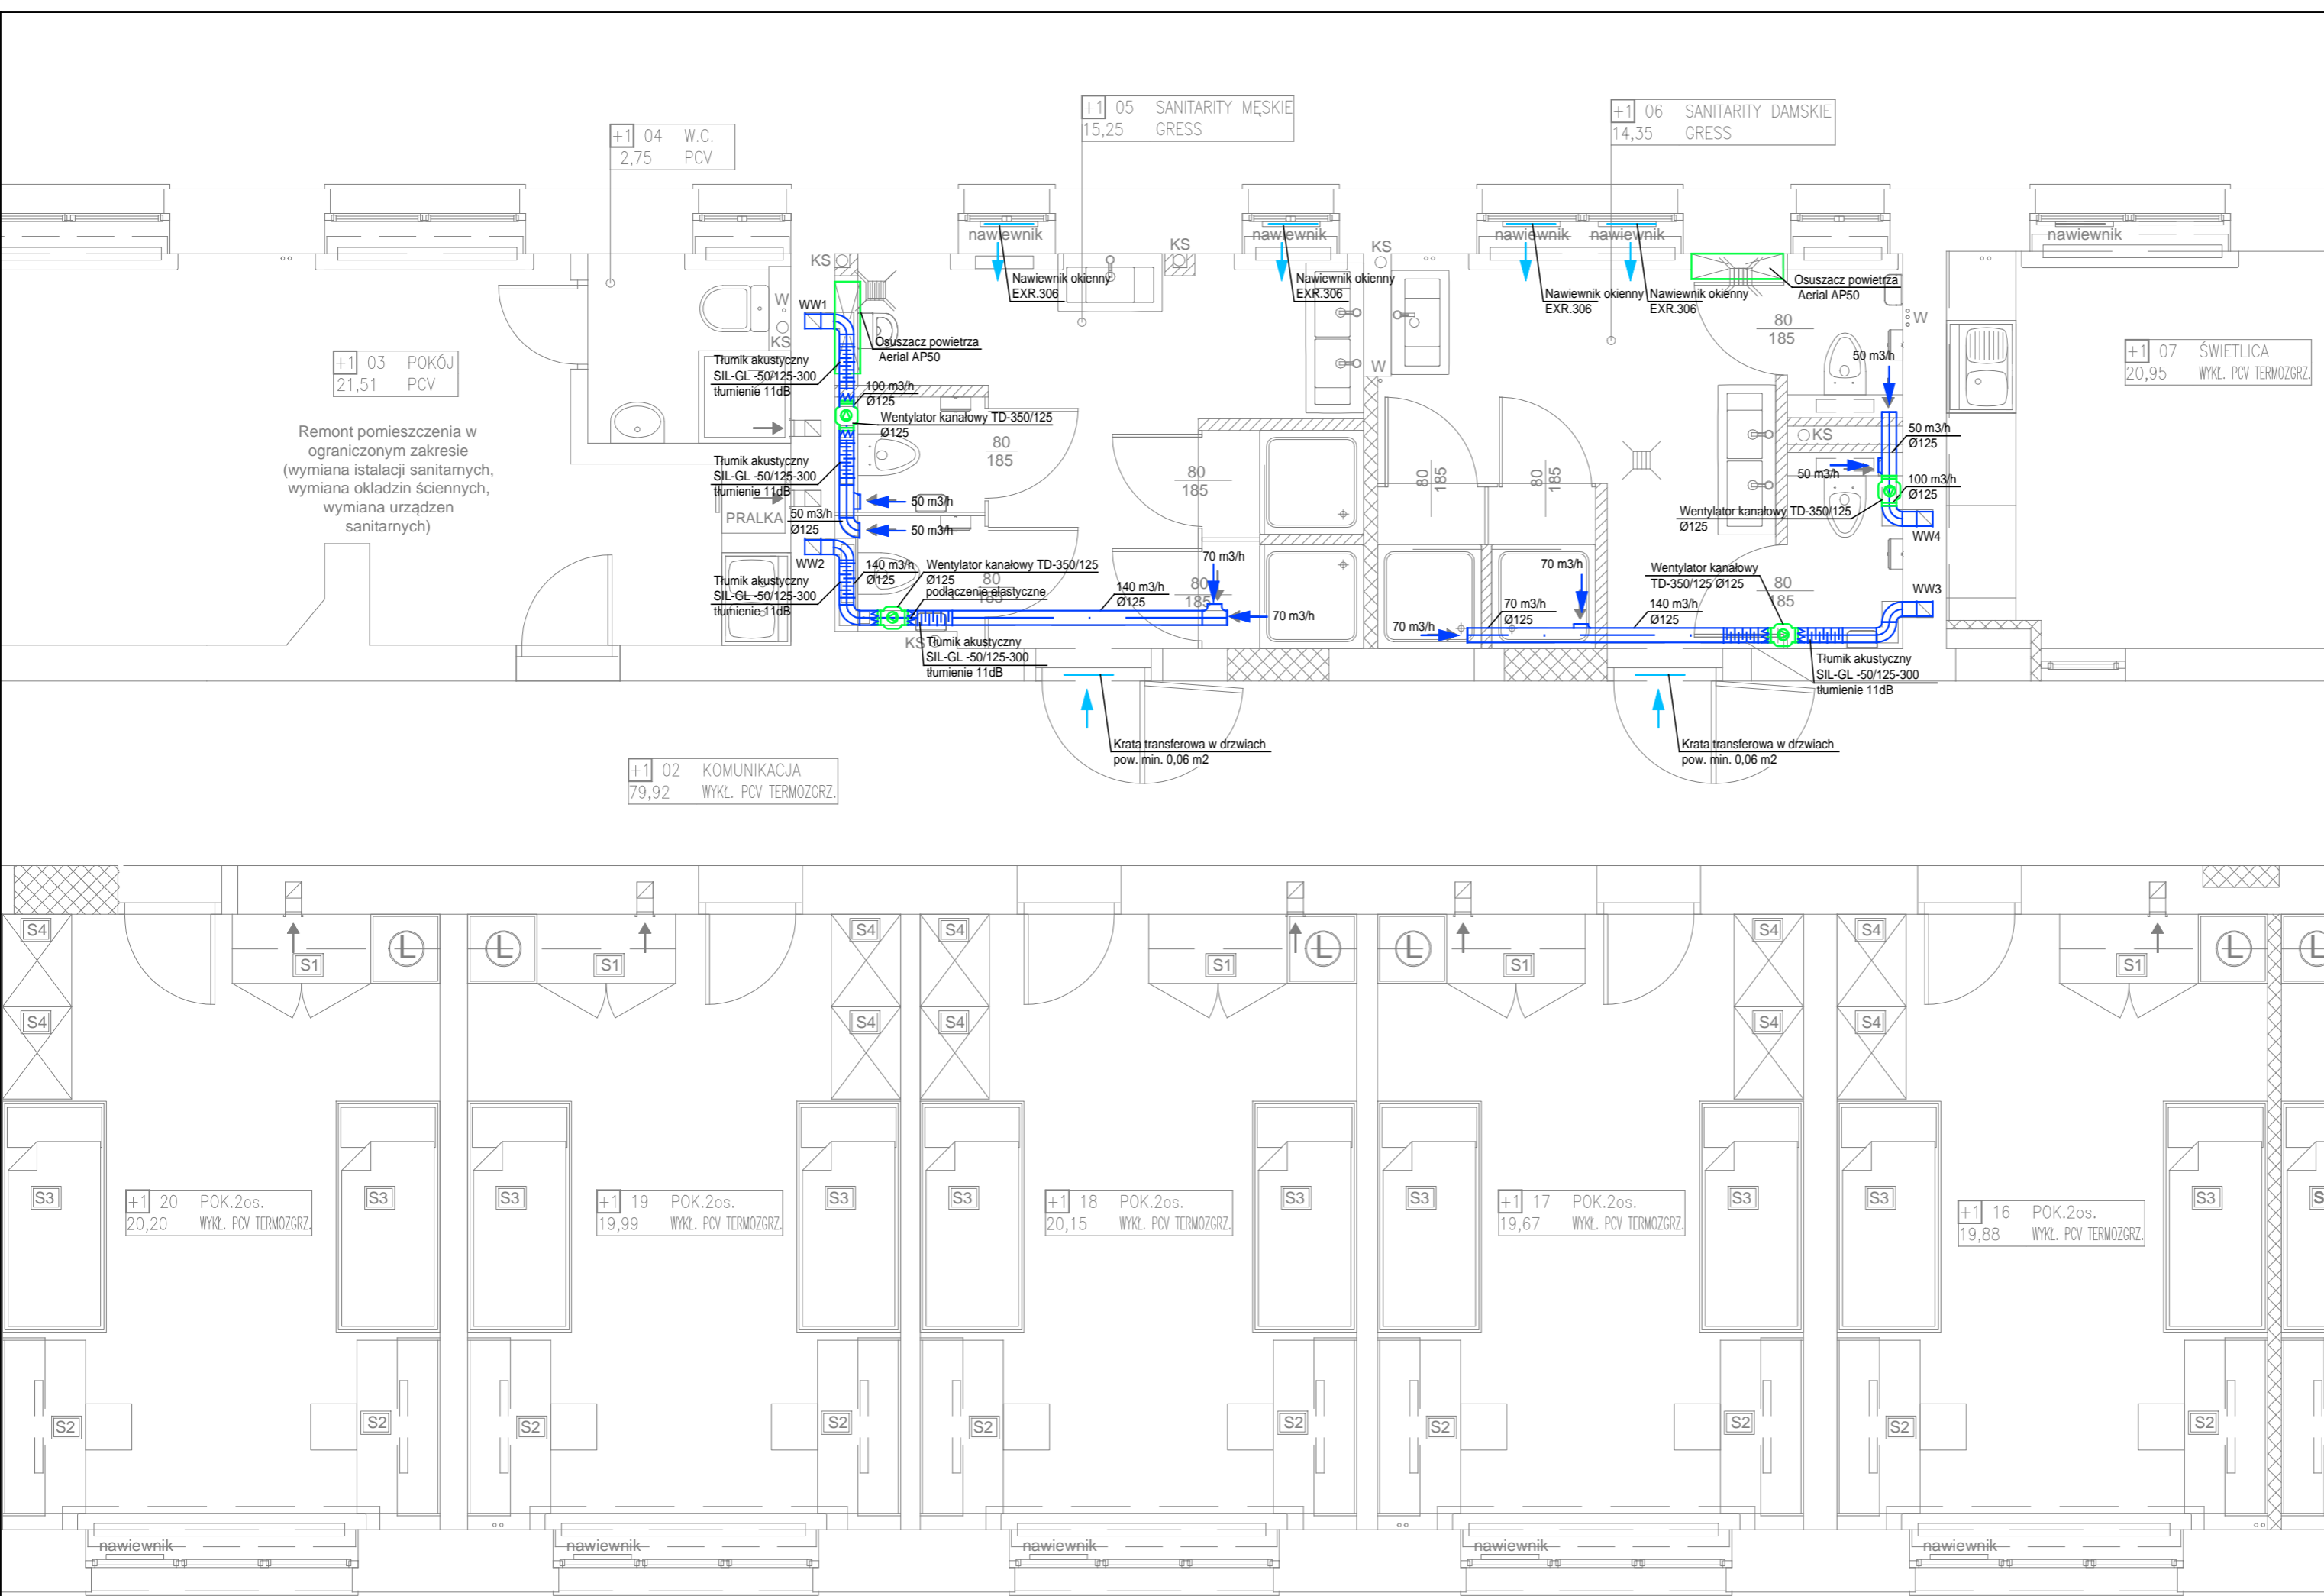 +1 04 W.C.
2,75 PCV
+1 05 SANITARITY MĘSKIE
15,25 GRESS
+1 06 SANITARITY DAMSKIE
14,35 GRESS
nawiewnik
nawiewnik
nawiewnik
nawiewnik
nawiewnik
KS
KS
KS
Nawiewnik okienny
EXR.306
Nawiewnik okienny
EXR.306
Nawiewnik okienny
EXR.306
Nawiewnik okienny
EXR.306
Osuszacz powietrza
Aerial AP50
WW1
W
KS
Osuszacz powietrza
Aerial AP50
W
W
80
185
50 m3/h
+1 03 POKÓJ
21,51 PCV
+1 07 ŚWIETLICA
20,95 WYKŁ. PCV TERMOZGRZ.
Tłumik akustyczny
SIL-GL -50/125-300
tłumienie 11dB
100 m3/h
Ø125
Wentylator kanałowy TD-350/125
Ø125
Remont pomieszczenia w
ograniczonym zakresie
(wymiana istalacji sanitarnych,
wymiana okladzin ściennych,
wymiana urządzen
sanitarnych)
Tłumik akustyczny
SIL-GL -50/125-300
tłumienie 11dB
80
185
80
185
80
185
80
185
KS
50 m3/h
Ø125
50 m3/h
100 m3/h
Ø125
PRALKA
50 m3/h
Ø125
50 m3/h
50 m3/h
Wentylator kanałowy TD-350/125
Ø125
WW4
WW2
Tłumik akustyczny
SIL-GL -50/125-300
tłumienie 11dB
140 m3/h
Ø125
Wentylator kanałowy TD-350/125
Ø125
podłączenie elastyczne
80
185
140 m3/h
Ø125
70 m3/h
80
185
70 m3/h
70 m3/h
Wentylator kanałowy
TD-350/125 Ø125
80
185
WW3
70 m3/h
70 m3/h
Ø125
140 m3/h
Ø125
KS
Tłumik akustyczny
SIL-GL -50/125-300
tłumienie 11dB
Tłumik akustyczny
SIL-GL -50/125-300
tłumienie 11dB
Krata transferowa w drzwiach
pow. min. 0,06 m2
Krata transferowa w drzwiach
pow. min. 0,06 m2
+1 02 KOMUNIKACJA
79,92 WYKŁ. PCV TERMOZGRZ.
S4 L L S4 S4 L L S4 S4 L L
S1 S1 S1 S1 S1
S4 S4 S4 S4 S4
S3 S3 S3 S3 S3 S3 S3 S3 S3 S3 S
+1 20 POK.2os.
20,20 WYKŁ. PCV TERMOZGRZ.
+1 19 POK.2os.
19,99 WYKŁ. PCV TERMOZGRZ.
+1 18 POK.2os.
20,15 WYKŁ. PCV TERMOZGRZ.
+1 17 POK.2os.
19,67 WYKŁ. PCV TERMOZGRZ.
+1 16 POK.2os.
19,88 WYKŁ. PCV TERMOZGRZ.
S2 S2 S2 S2 S2 S2 S2 S2 S2 S2
nawiewnik
nawiewnik
nawiewnik
nawiewnik
nawiewnik